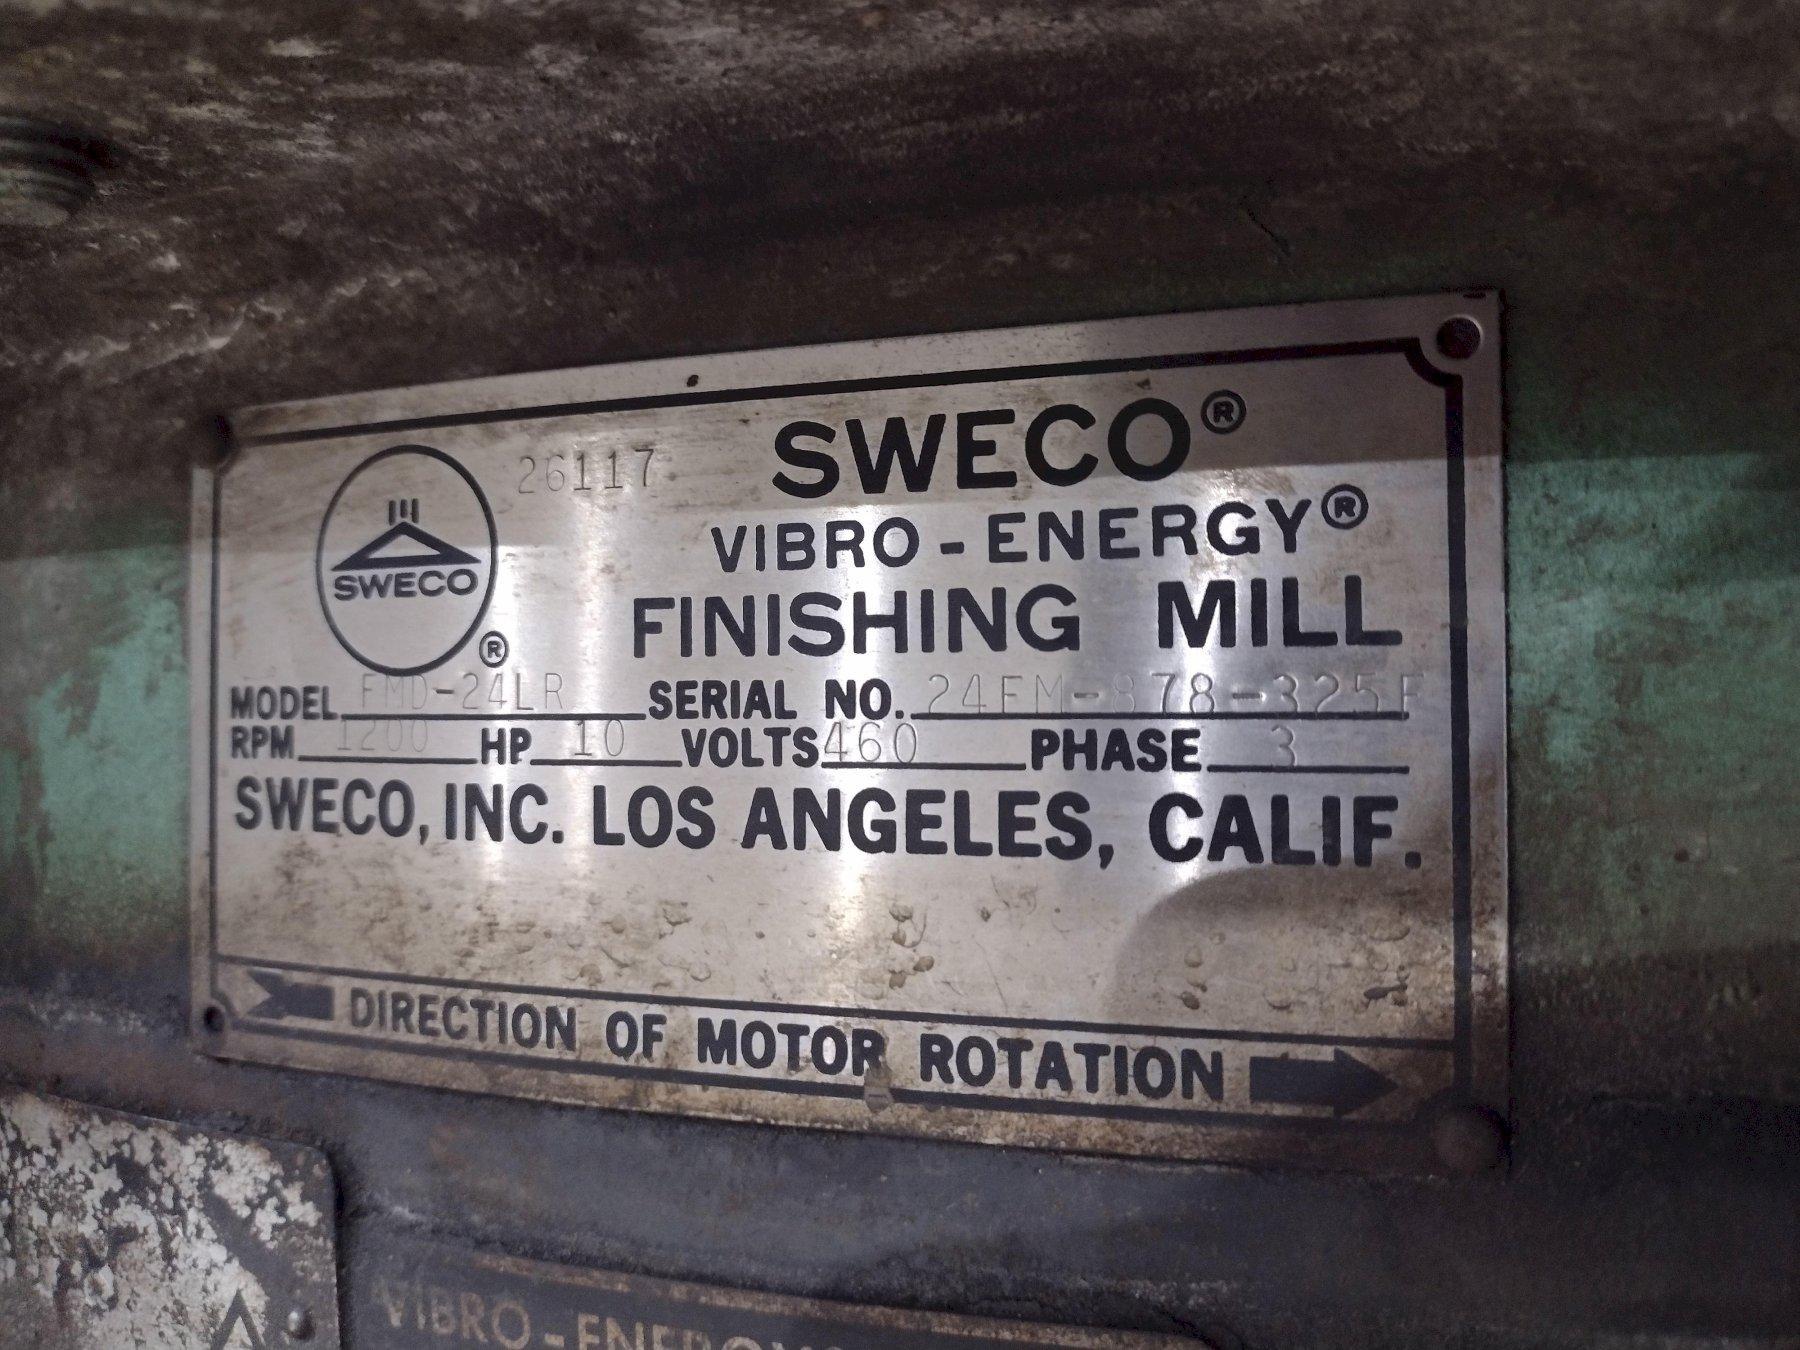 26117
SWECO®
SWECO®
VIBRO-ENERGY®
FINISHING MILL
MODEL FMD-24LR SERIAL NO. 24FM-878-325F
RPM 1200 HP 10 VOLTS 460 PHASE 3
SWECO, INC. LOS ANGELES, CALIF.
DIRECTION OF MOTOR ROTATION
VIBRO-ENERGY